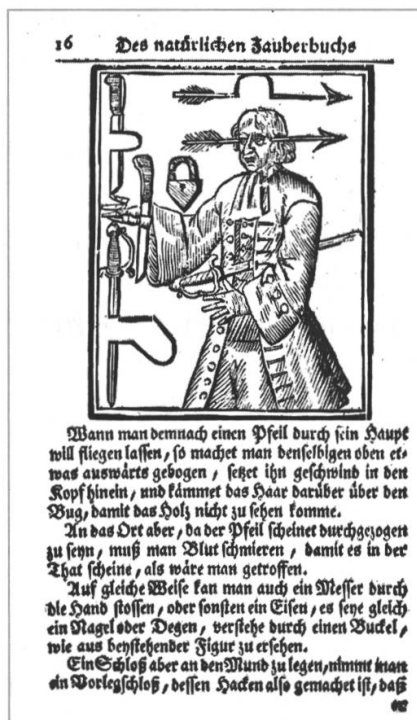 16 Des natürlichen Zauberbuchs
Wann man demnach einen Pfeil durch sein Haupt
will fliegen lassen / so machet man denselbigen oben et-
was auswärts gebogen / setzet ihn geschwind in den
Kopf hinein / und kämmet das Haar darüber über den
Bug / damit das Holz nicht zu sehen komme.
An das Ort aber / da der Pfeil scheinet durchgezogen
zu seyn / muß man Blut schmieren / damit es in der
That scheine / als wäre man getroffen.
Auf gleiche Weise kan man auch ein Messer durch
die Hand stossen / oder sonsten ein Eisen / es seye gleich
ein Nagel oder Degen / verstehe durch einen Buckel /
wie aus beystehender Figur zu ersehen.
Ein Schloß aber an den Mund zu legen / nimmt man
ein Vorlegschloß / dessen Hacken also gemachet ist / daß